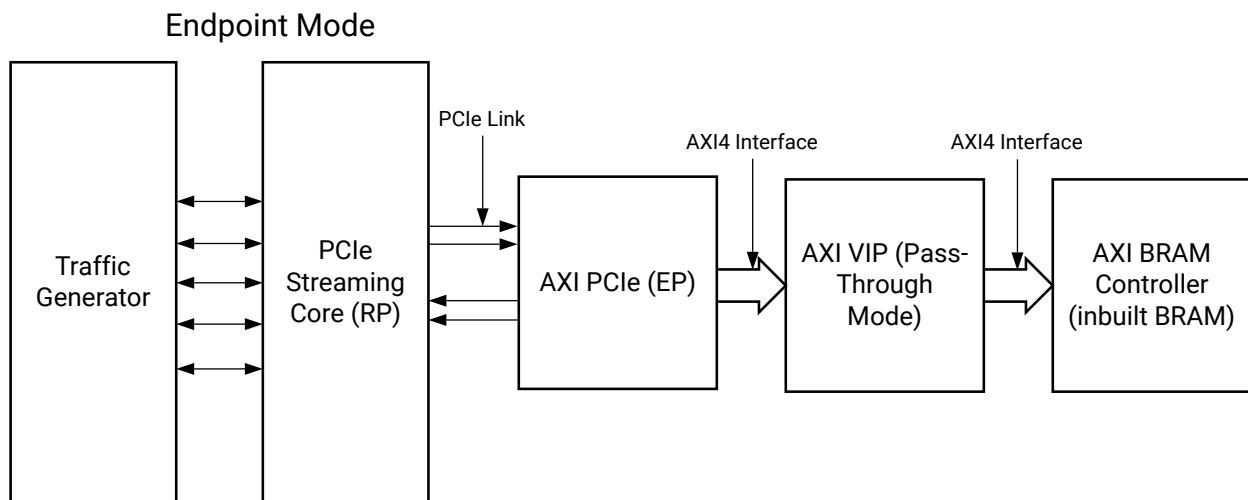 Endpoint Mode
Traffic
Generator
PCIe
Streaming
Core (RP)
PCIe Link
AXI PCIe (EP)
AXI4 Interface
AXI VIP (Pass-
Through
Mode)
AXI4 Interface
AXI BRAM
Controller
(inbuilt BRAM)